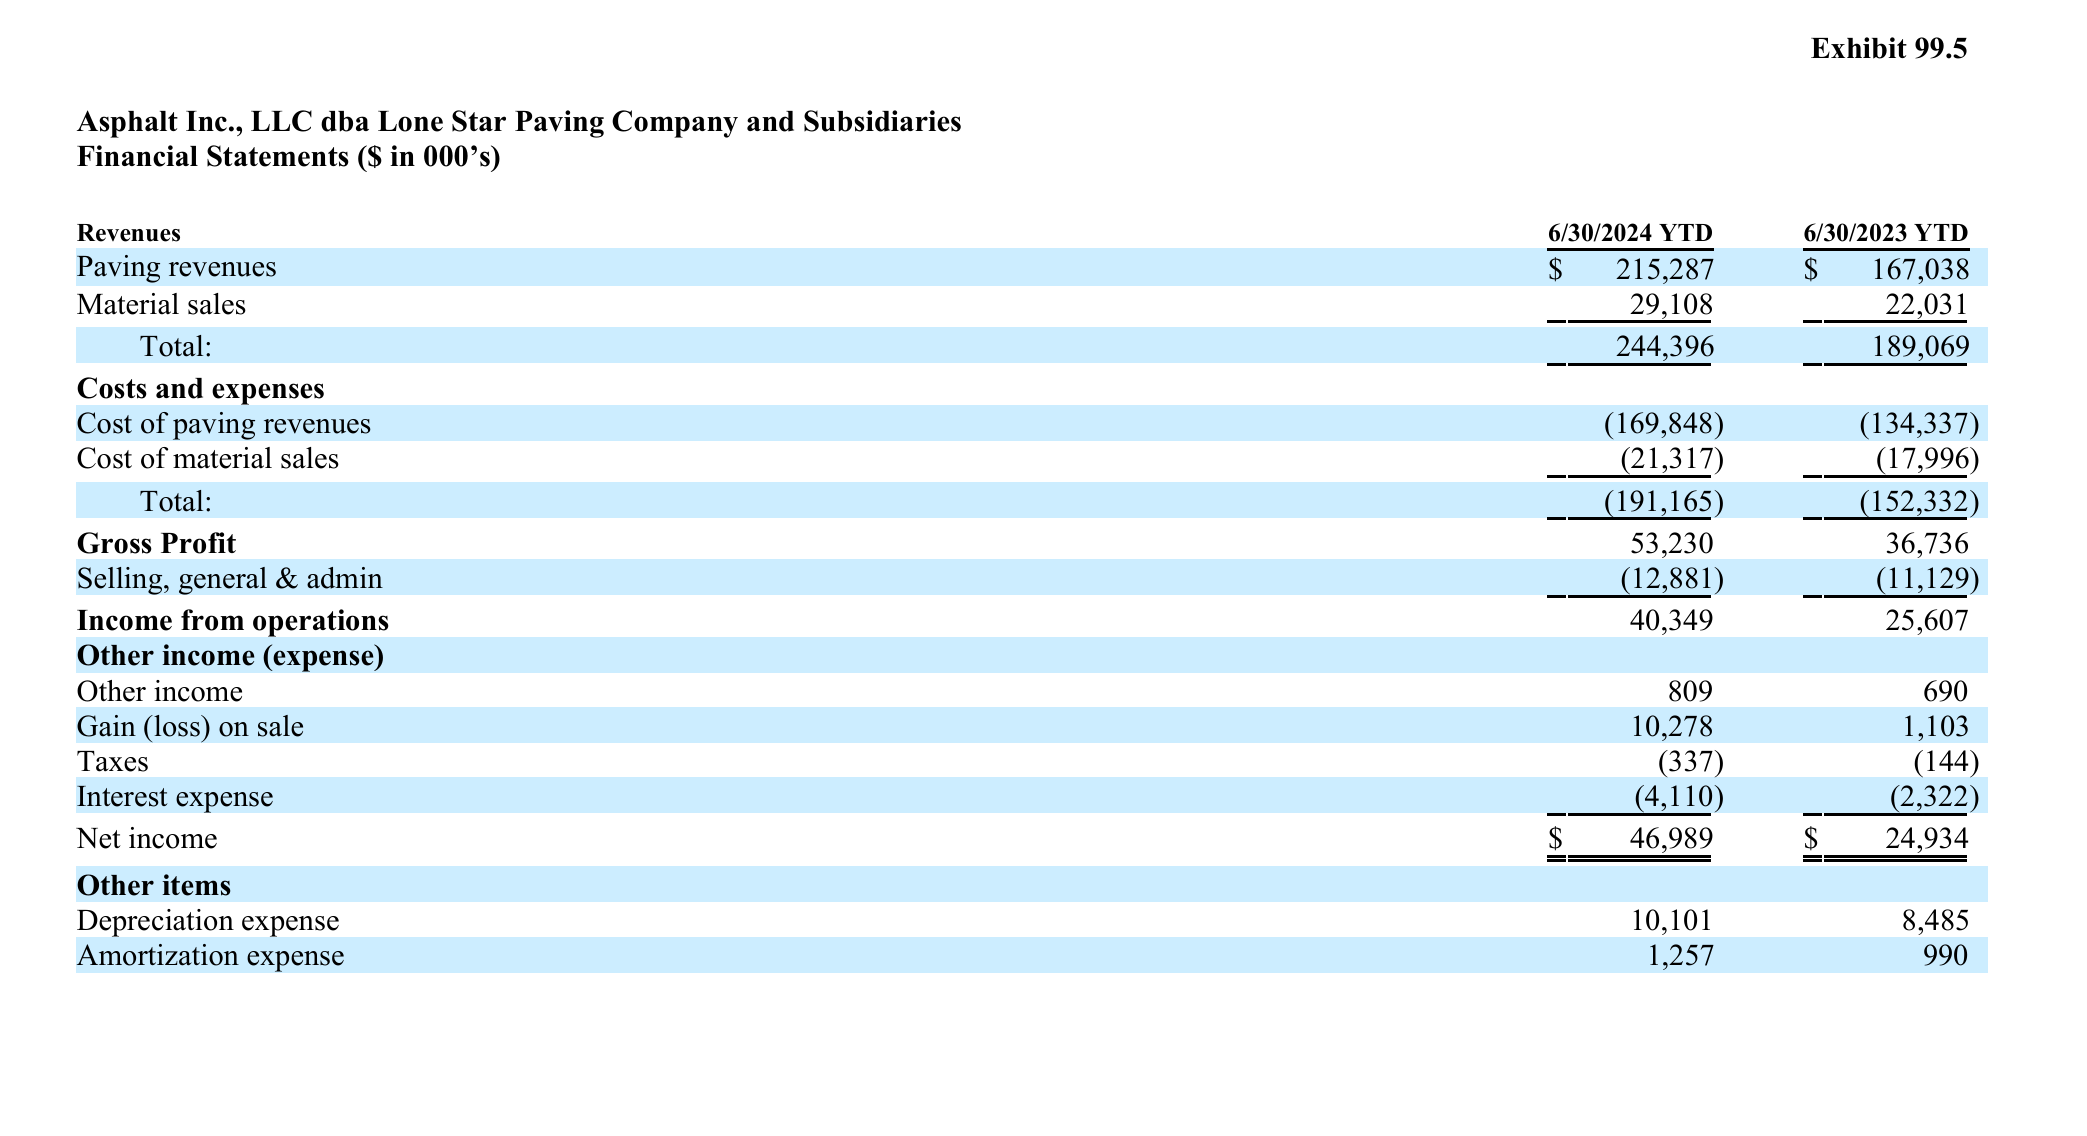 Exhibit 99.5
Asphalt Inc., LLC dba Lone Star Paving Company and Subsidiaries
Financial Statements ($ in 000’s)
Revenues 6/30/2024 YTD 6/30/2023 YTD
Paving revenues $ 215,287 $ 167,038
Material sales 29,108 22,031
Total: 244,396 189,069
Costs and expenses
Cost of paving revenues (169,848) (134,337)
Cost of material sales (21,317) (17,996)
Total: (191,165) (152,332)
Gross Profit 53,230 36,736
Selling, general & admin (12,881) (11,129)
Income from operations 40,349 25,607
Other income (expense)
Other income 809 690
Gain (loss) on sale 10,278 1,103
Taxes (337) (144)
Interest expense (4,110) (2,322)
Net income $ 46,989 $ 24,934
Other items
Depreciation expense 10,101 8,485
Amortization expense 1,257 990